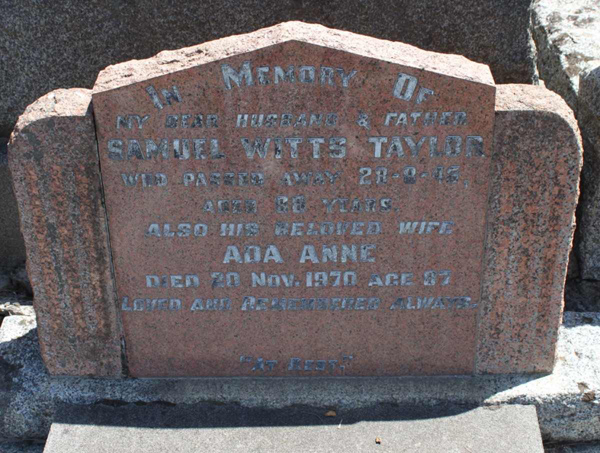 In Memory Of
My Dear Husband & Father
Samuel Witts Taylor
Who Passed Away
Aged Years
Also His Beloved Wife
Ada Anne
Died 20 Nov. 1970 Age 87
Loved And Remembered Always.
"At Rest"